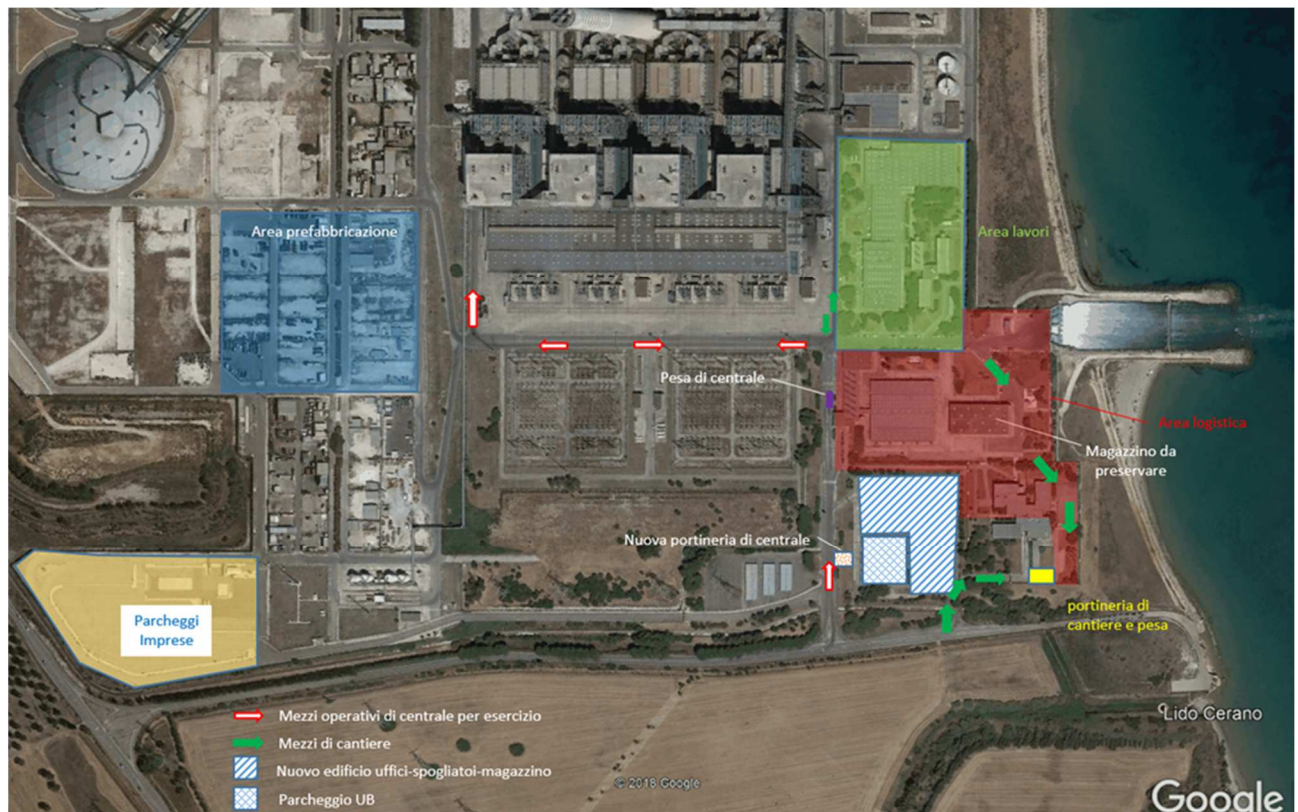 Area prefabbricazione
Area lavori
Pesa di centrale
Area logistica
Magazzino da
preservare
Nuova portineria di centrale
Parcheggi
Imprese
portineria di
cantiere e pesa
Lido Cerano
Mezzi operativi di centrale per esercizio
Mezzi di cantiere
Nuovo edificio uffici-spogliatoi-magazzino
Parcheggio UB
© 2018 Google
Google